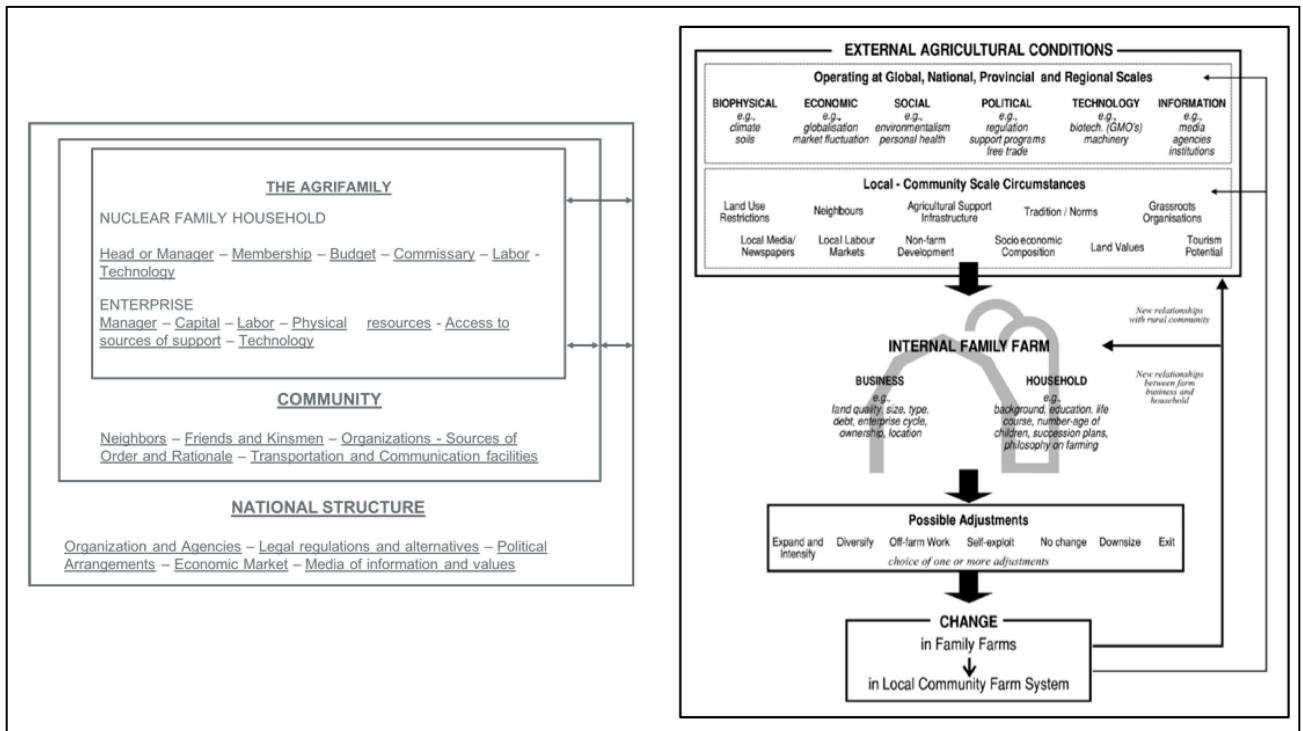 THE AGRIFAMILY
NUCLEAR FAMILY HOUSEHOLD
Head or Manager – Membership – Budget – Commissary – Labor -
Technology
ENTERPRISE
Manager – Capital – Labor – Physical resources - Access to
sources of support – Technology
COMMUNITY
Neighbors – Friends and Kinsmen – Organizations - Sources of
Order and Rationale – Transportation and Communication facilities
NATIONAL STRUCTURE
Organization and Agencies – Legal regulations and alternatives – Political
Arrangements – Economic Market – Media of information and values
EXTERNAL AGRICULTURAL CONDITIONS
Operating at Global, National, Provincial and Regional Scales
BIOPHYSICAL
e.g.,
climate
soils
ECONOMIC
e.g.,
globalisation
market fluctuation
SOCIAL
e.g.,
environmentalism
personal health
POLITICAL
e.g.,
regulation
support programs
free trade
TECHNOLOGY
e.g.,
biotech. (GMO's)
machinery
INFORMATION
e.g.,
media
agencies
institutions
Local - Community Scale Circumstances
Land Use
Restrictions
Neighbours
Agricultural Support
Infrastructure
Tradition / Norms
Grassroots
Organisations
Local Media/
Newspapers
Local Labour
Markets
Non-farm
Development
Socio economic
Composition
Land Values
Tourism
Potential
New relationships
with rural community
INTERNAL FAMILY FARM
New relationships
between farm
business and
household
BUSINESS
e.g.,
land quality, size, type,
debt, enterprise cycle,
ownership, location
HOUSEHOLD
e.g.,
background, education, life
course, number-age of
children, succession plans,
philosophy on farming
Possible Adjustments
Expand and
Intensify
Diversify
Off-farm Work
Self-exploit
No change
Downsize
Exit
choice of one or more adjustments
CHANGE
in Family Farms
in Local Community Farm System